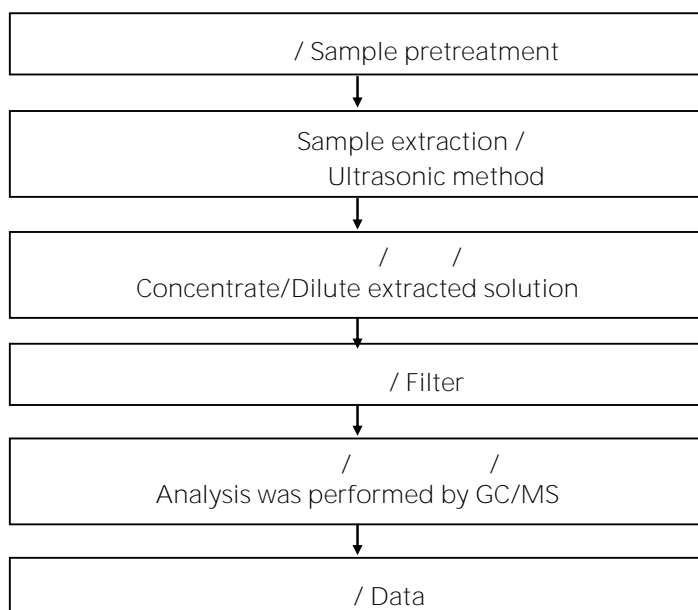 / Sample pretreatment
Sample extraction /
Ultrasonic method
/ /
Concentrate/Dilute extracted solution
/ Filter
/ /
Analysis was performed by GC/MS
/ Data